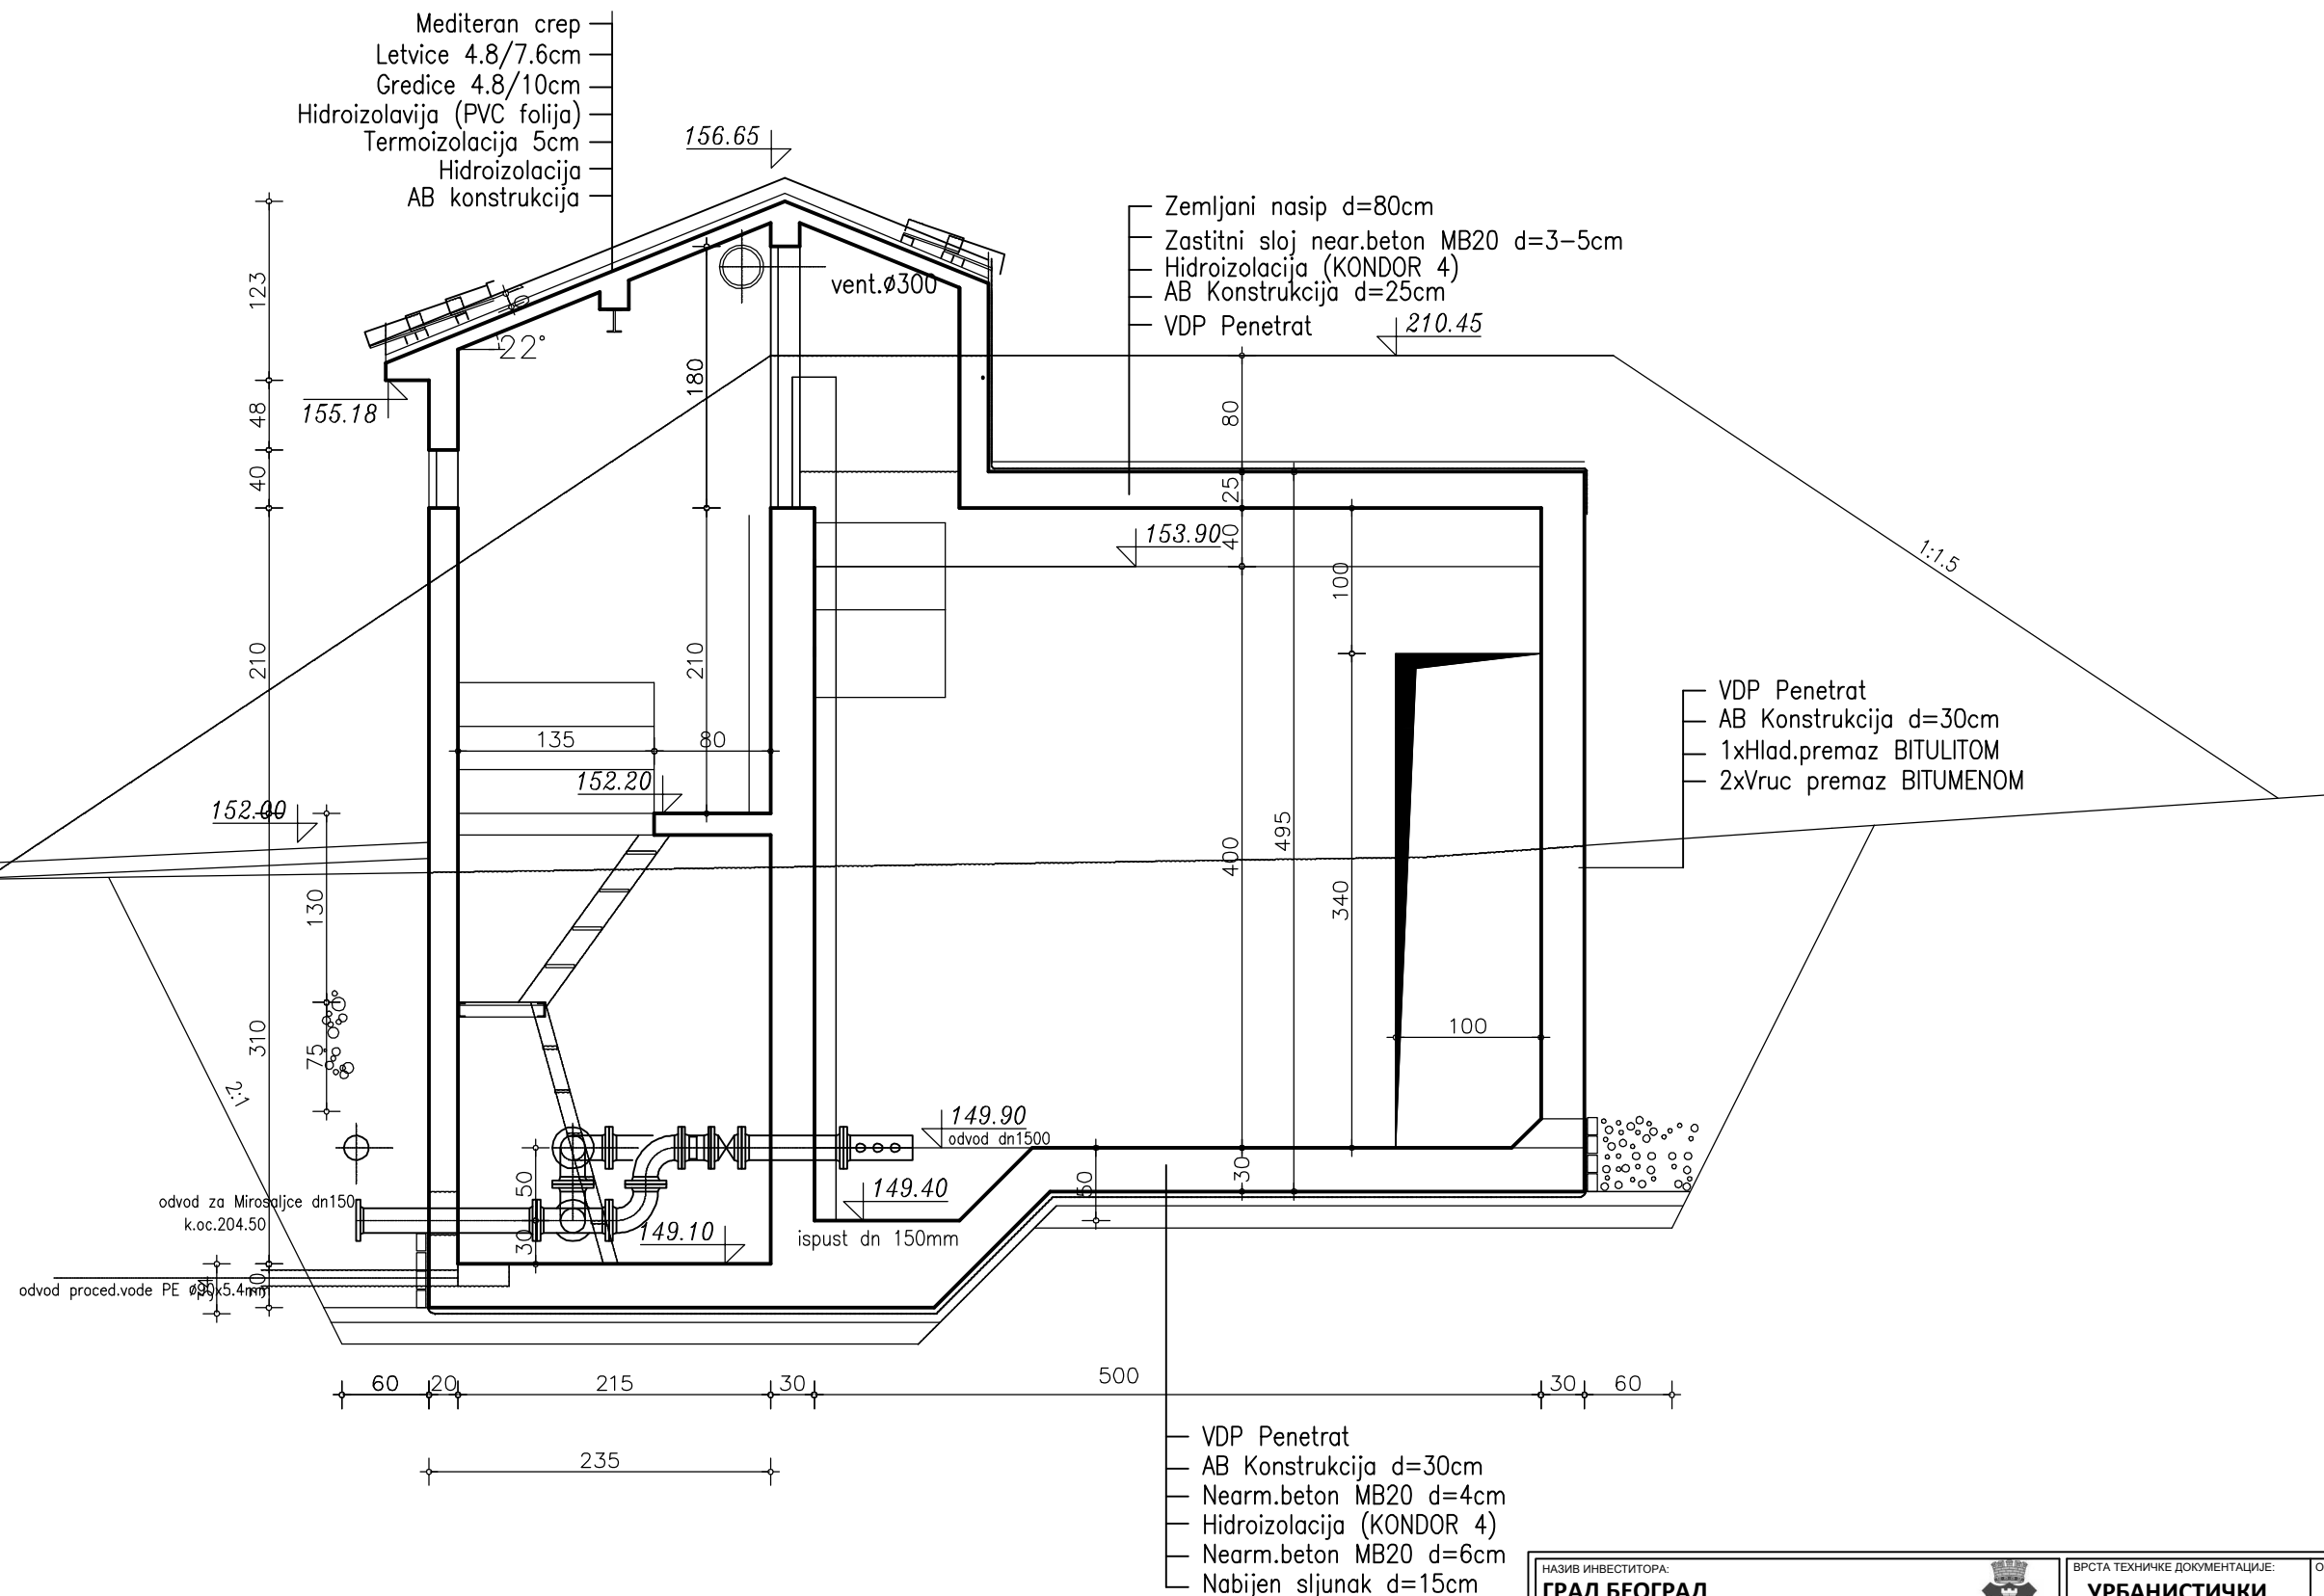 Mediteran crep
Letvice 4.8/7.6cm
Gredice 4.8/10cm
Hidroizolavija (PVC folija)
Termoizolacija 5cm
Hidroizolacija
AB konstrukcija
156.65
Zemljani nasip d=80cm
Zastitni sloj near.beton MB20 d=3-5cm
Hidroizolacija (KONDOR 4)
AB Konstrukcija d=25cm
VDP Penetrat
210.45
vent.ø300
22°
155.18
123
48
40
210
310
180
210
80
25
40
153.90
100
1:1.5
135
80
152.20
152.00
VDP Penetrat
AB Konstrukcija d=30cm
1xHlad.premaz BITULITOM
2xVruc premaz BITUMENOM
495
400
340
130
75
100
2:1
149.90
odvod dn1500
149.40
149.10
50
30
50
30
ispust dn 150mm
odvod za Mirosaljce dn150
k.oc.204.50
odvod proced.vode PE ø90x5.4mm
60
20
215
30
500
30
60
235
VDP Penetrat
AB Konstrukcija d=30cm
Nearm.beton MB20 d=4cm
Hidroizolacija (KONDOR 4)
Nearm.beton MB20 d=6cm
Nabijen sljunak d=15cm
НАЗИВ ИНВЕСТИТОРА:
ГРАД БЕОГРАД
ВРСТА ТЕХНИЧКЕ ДОКУМЕНТАЦИЈЕ:
УРБАНИСТИЧКИ